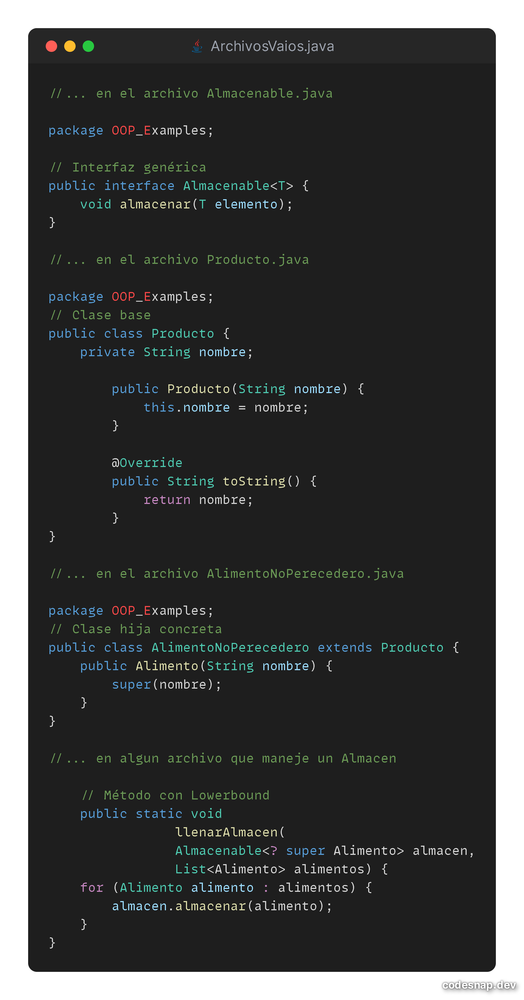 ArchivosVaios.java
//... en el archivo Almacenable.java
package OOP_Examples;
// Interfaz genérica
public interface Almacenable<T> {
void almacenar(T elemento);
}
//... en el archivo Producto.java
package OOP_Examples;
// Clase base
public class Producto {
private String nombre;
public Producto(String nombre) {
this.nombre = nombre;
}
@Override
public String toString() {
return nombre;
}
}
//... en el archivo AlimentoNoPerecedero.java
package OOP_Examples;
// Clase hija concreta
public class AlimentoNoPerecedero extends Producto {
public Alimento(String nombre) {
super(nombre);
}
}
//... en algun archivo que maneje un Almacen
// Método con Lowerbound
public static void
llenarAlmacen(
Almacenable<? super Alimento> almacen,
List<Alimento> alimentos) {
for (Alimento alimento : alimentos) {
almacen.almacenar(alimento);
}
}
codesnap.dev